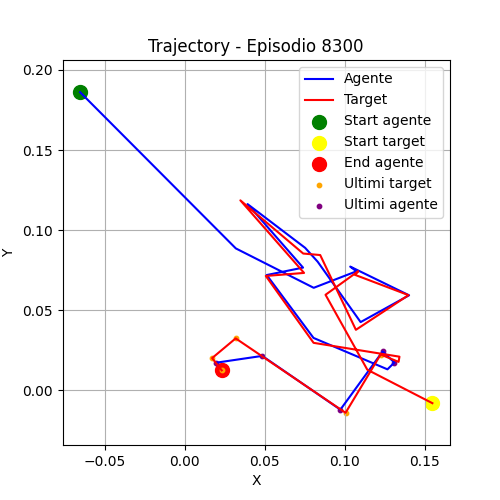 Trajectory - Episodio 8300
Agente
Target
Start agente
Start target
End agente
Ultimi target
Ultimi agente
0.20
0.15
0.10
0.05
0.00
Y
−0.05
0.00
0.05
0.10
0.15
X